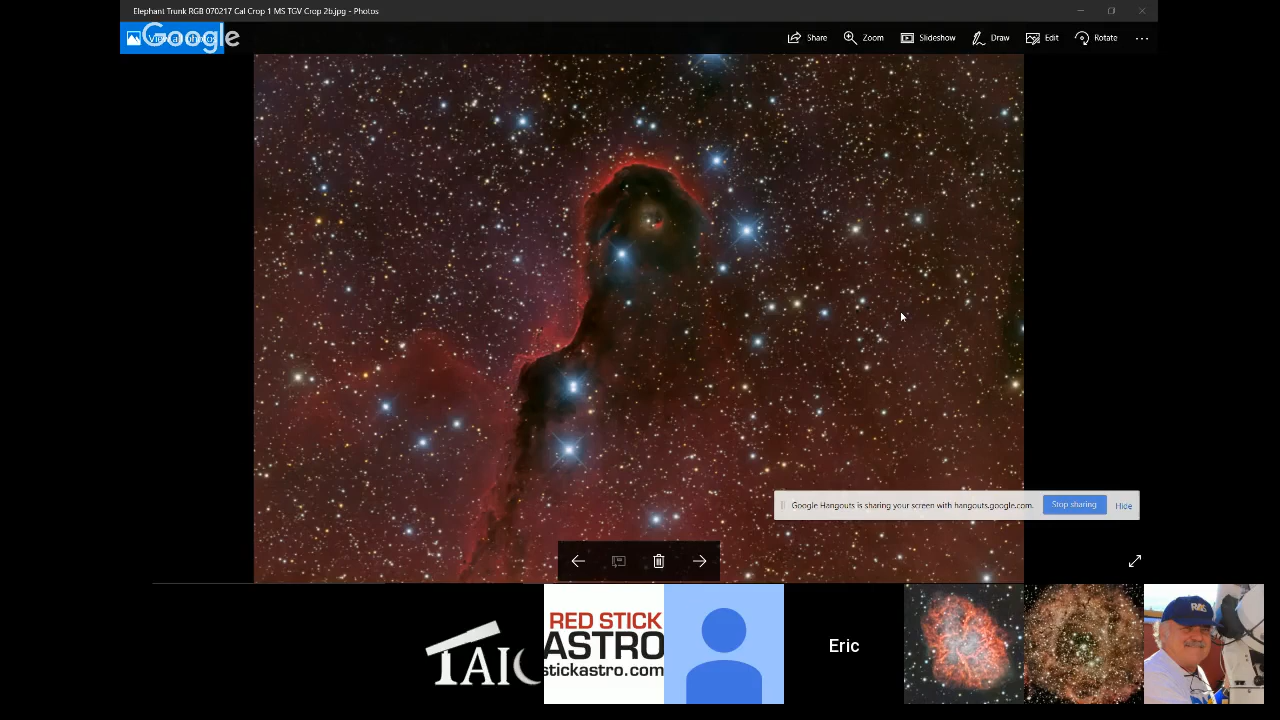 Elephant Trunk RGB 070217 Cal Crop 1 MS TGV Crop 2b.jpg - Photos
Google
Share
Zoom
Slideshow
Draw
Edit
Rotate
Google Hangouts is sharing your screen with hangouts.google.com.
Stop sharing
Hide
TAIC
RED STICK
ASTRO
stickastro.com
Eric
RAS